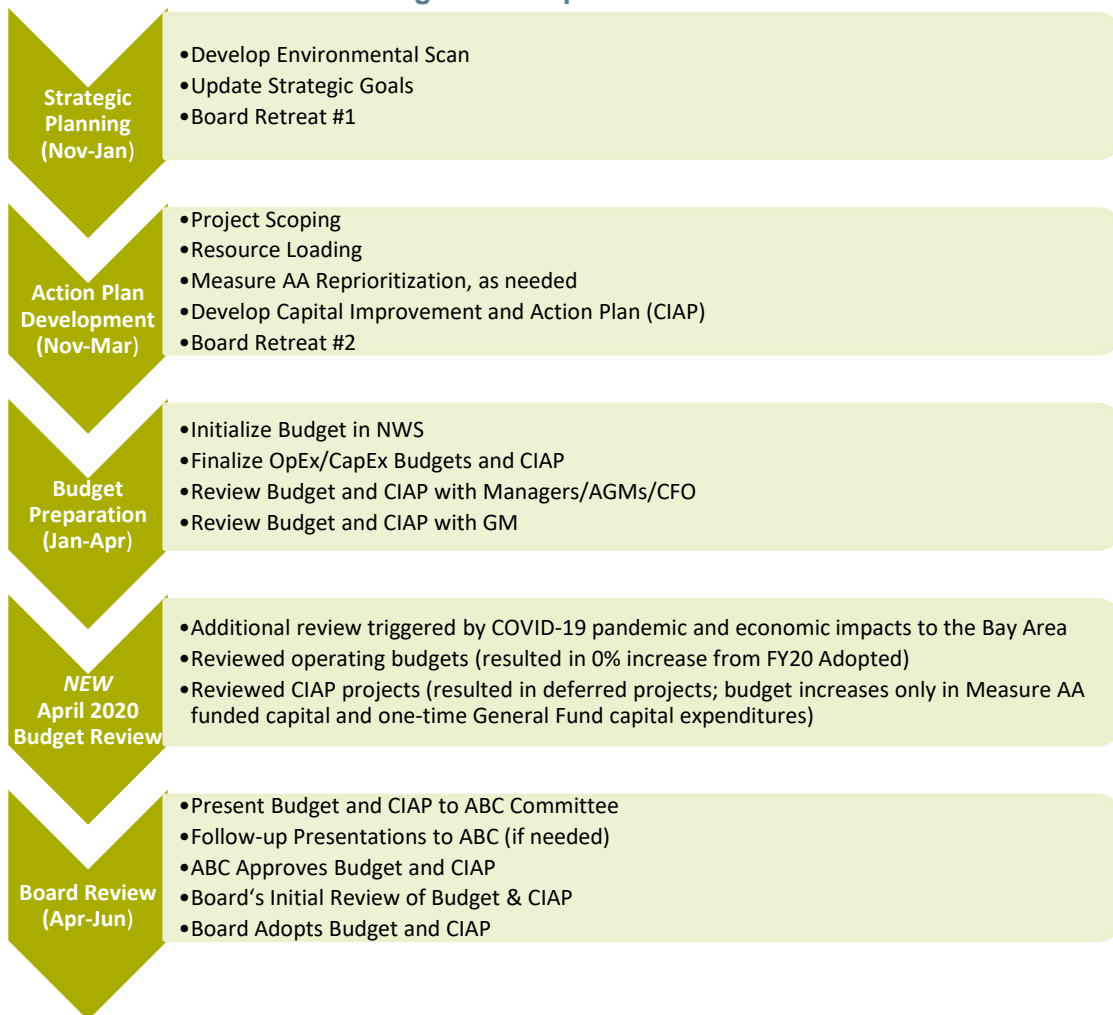 Strategic
Planning
(Nov-Jan)
•Develop Environmental Scan
•Update Strategic Goals
•Board Retreat #1
Action Plan
Development
(Nov-Mar)
•Project Scoping
•Resource Loading
•Measure AA Reprioritization, as needed
•Develop Capital Improvement and Action Plan (CIAP)
•Board Retreat #2
Budget
Preparation
(Jan-Apr)
•Initialize Budget in NWS
•Finalize OpEx/CapEx Budgets and CIAP
•Review Budget and CIAP with Managers/AGMs/CFO
•Review Budget and CIAP with GM
NEW
April 2020
Budget Review
•Additional review triggered by COVID-19 pandemic and economic impacts to the Bay Area
•Reviewed operating budgets (resulted in 0% increase from FY20 Adopted)
•Reviewed CIAP projects (resulted in deferred projects; budget increases only in Measure AA
funded capital and one-time General Fund capital expenditures)
Board Review
(Apr-Jun)
•Present Budget and CIAP to ABC Committee
•Follow-up Presentations to ABC (if needed)
•ABC Approves Budget and CIAP
•Board‘s Initial Review of Budget & CIAP
•Board Adopts Budget and CIAP